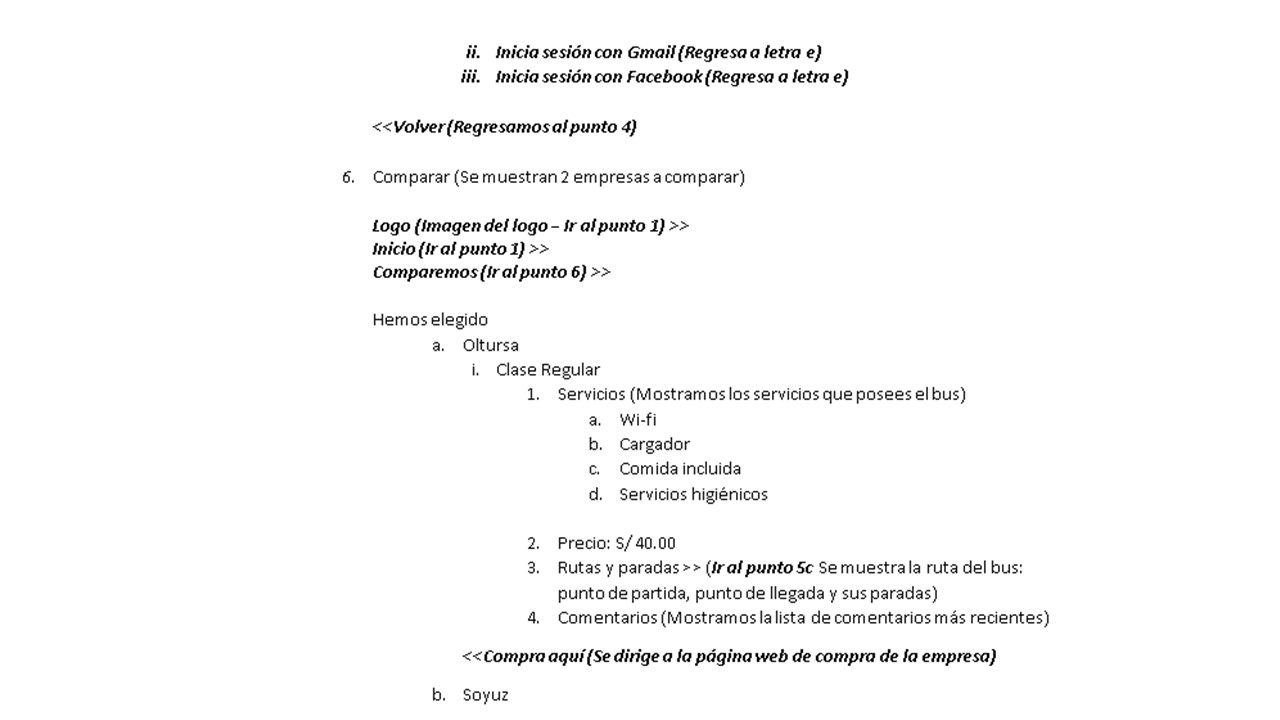 ii. Inicia sesión con Gmail (Regresa a letra e)
iii. Inicia sesión con Facebook (Regresa a letra e)
<<Volver (Regresamos al punto 4)
6. Comparar (Se muestran 2 empresas a comparar)
Logo (Imagen del logo – Ir al punto 1) >>
Inicio (Ir al punto 1) >>
Comparemos (Ir al punto 6) >>
Hemos elegido
a. Oltursa
i. Clase Regular
1. Servicios (Mostramos los servicios que posees el bus)
a. Wi-fi
b. Cargador
c. Comida incluida
d. Servicios higiénicos
2. Precio: S/ 40.00
3. Rutas y paradas >> (Ir al punto 5c Se muestra la ruta del bus:
punto de partida, punto de llegada y sus paradas)
4. Comentarios (Mostramos la lista de comentarios más recientes)
<<Compra aquí (Se dirige a la página web de compra de la empresa)
b. Soyuz